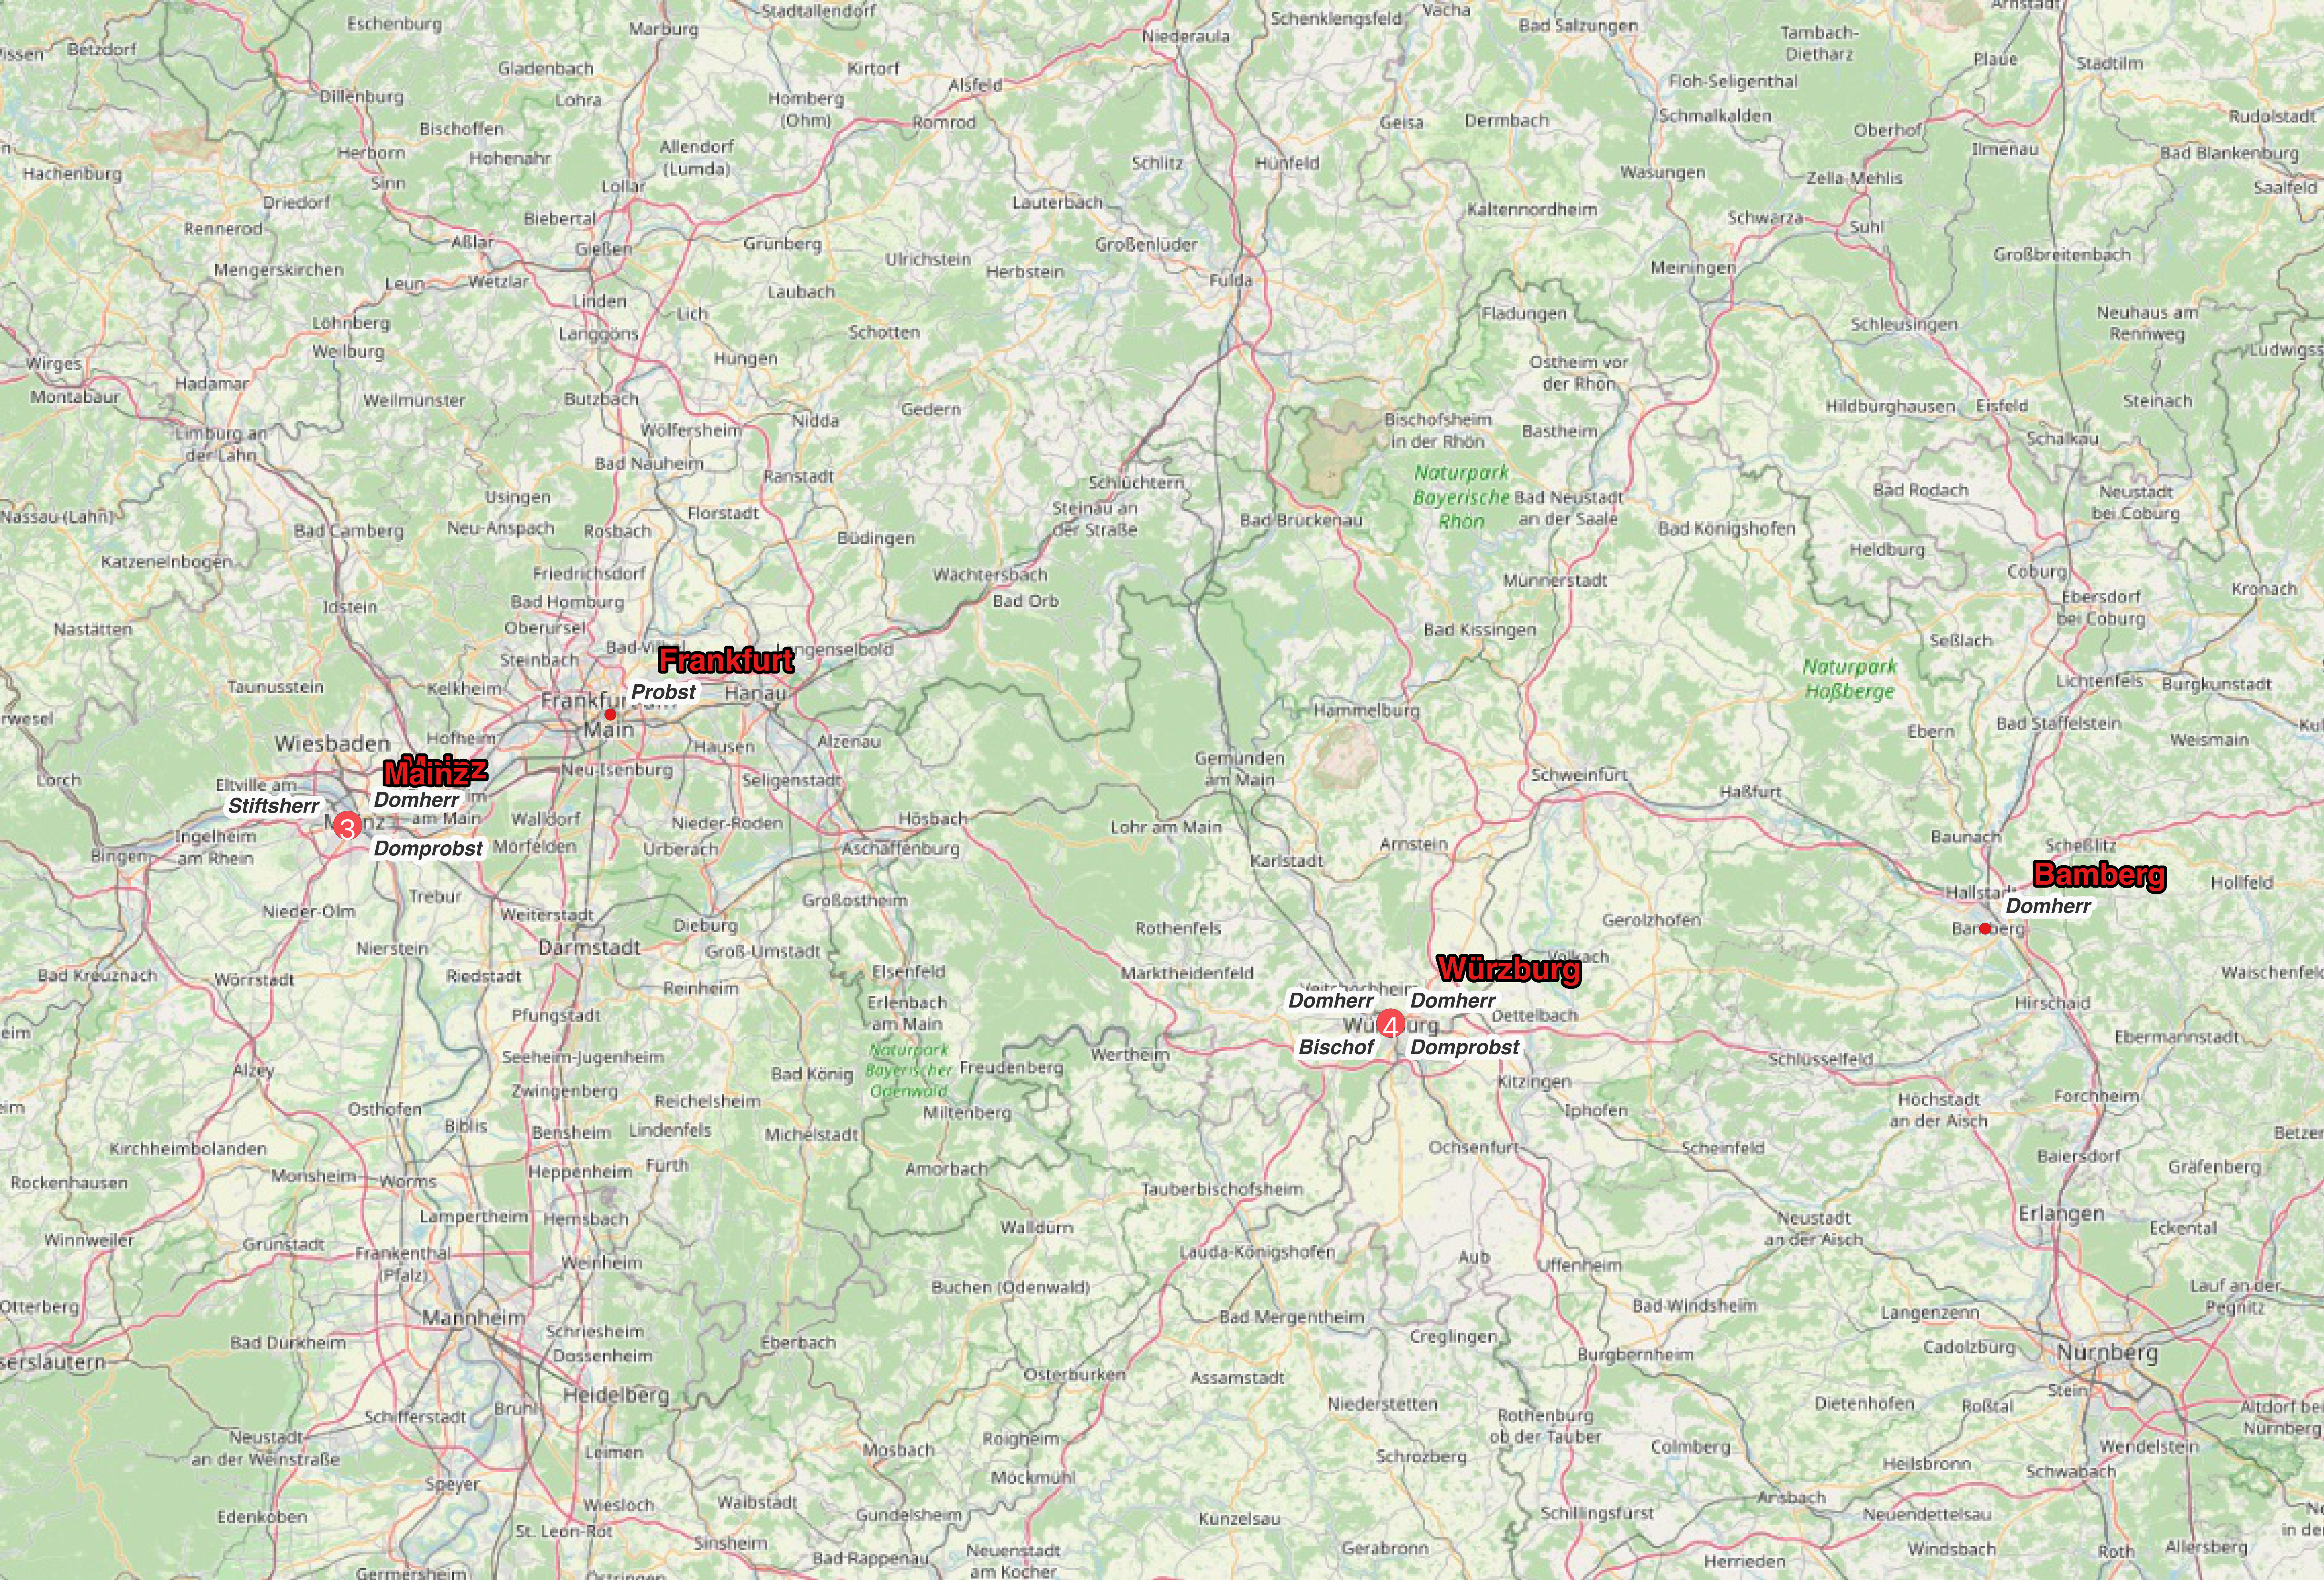 Eschenburg
Marburg
Stadtallendorf
Niederaula
Schenklengsfeld
Vacha
Bad Salzungen
Tambach-
Dietharz
Arnstadt
Betzdorf
Gladenbach
Kirtorf
Alsfeld
Floh-Seligenthal
Plaue
Stadtilm
Dillenburg
Lohra
Homberg
(Ohm)
Romrod
Geisa
Dermbach
Schmalkalden
Oberhof
Rudolstadt
Bischoffen
Herborn
Hohenahr
Allendorf
(Lumda)
Schlitz
Hünfeld
Wasungen
Ilmenau
Bad Blankenburg
Hachenburg
Sinn
Lollar
Zella-Mehlis
Saalfeld
Driedorf
Biebertal
Lauterbach
Kaltennordheim
Schwarza
Suhl
Rennerod
Aßlar
Gießen
Grünberg
Großenlüder
Großbreitenbach
Mengerskirchen
Leun
Wetzlar
Ulrichstein
Herbstein
Fulda
Meiningen
Linden
Laubach
Löhnberg
Langgöns
Lich
Schotten
Fladungen
Schleusingen
Neuhaus am
Rennweg
Weilburg
Hungen
Ostheim vor
der Rhön
Wirges
Hadamar
Montabaur
Weilmünster
Butzbach
Gedern
Bischofsheim
in der Rhön
Hildburghausen
Eisfeld
Steinach
Limburg an
der Lahn
Wölfersheim
Nidda
Bastheim
Schalkau
Bad Nauheim
Ranstadt
Schlüchtern
Naturpark
Bayerische
Rhön
Bad Neustadt
an der Saale
Bad Rodach
Neustadt
bei Coburg
Usingen
Nassau (Lahn)
Bad Camberg
Neu-Anspach
Rosbach
Florstadt
Büdingen
Steinau an
der Straße
Bad Brückenau
Bad Königshofen
Heldburg
Katzenelnbogen
Friedrichsdorf
Wächtersbach
Münnerstadt
Coburg
Kronach
Idstein
Bad Homburg
Bad Orb
Ebersdorf
bei Coburg
Nastätten
Oberursel
Bad Kissingen
Seßlach
Steinbach
Frankfurt
Naturpark
Haßberge
Taunusstein
Kelkheim
Probst
Hanau
Lichtenfels
Burgkunstadt
Main
Hammelburg
Bad Staffelstein
Wiesbaden
Hofheim
Hausen
Alzenau
Ebern
Weismain
Lorch
Mainz
Neu-Isenburg
Seligenstadt
Gemünden
am Main
Schweinfurt
Haßfurt
Eltville am
Stiftsherr
Domherr
3
am Main
Walldorf
Nieder-Roden
Hösbach
Lohr am Main
Ingelheim
am Rhein
Bingen
Domprobst
Mörfelden
Urberach
Aschaffenburg
Karlstadt
Arnstein
Baunach
Scheßlitz
Bamberg
Hollfeld
Domherr
Bamberg
Trebur
Nieder-Olm
Weiterstadt
Dieburg
Großostheim
Rothenfels
Gerolzhofen
Nierstein
Darmstadt
Groß-Umstadt
Bad Kreuznach
Wörrstadt
Riedstadt
Reinheim
Elsenfeld
Marktheidenfeld
Würzburg
Volkach
Hirschaid
Erlenbach
am Main
Domherr
Domherr
4
Bischof
Domprobst
Dettelbach
Pfungstadt
Ebermannstadt
Seeheim-Jugenheim
Naturpark
Bayerischer
Odenwald
Wertheim
Schlüsselfeld
Alzey
Zwingenberg
Bad König
Freudenberg
Kitzingen
Forchheim
Osthofen
Reichelsheim
Miltenberg
Iphofen
Höchstadt
an der Aisch
Biblis
Bensheim
Lindenfels
Michelstadt
Kirchheimbolanden
Ochsenfurt
Scheinfeld
Baiersdorf
Rockenhausen
Monsheim
Worms
Heppenheim
Fürth
Amorbach
Tauberbischofsheim
Gräfenberg
Lampertheim
Hemsbach
Walldürn
Neustadt
an der Aisch
Erlangen
Eckental
Winnweiler
Grünstadt
Frankenthal
(Pfalz)
Weinheim
Lauda-Königshofen
Aub
Uffenheim
Otterberg
Buchen (Odenwald)
Lauf an der
Pegnitz
Mannheim
Bad Mergentheim
Bad Windsheim
Langenzenn
Bad Dürkheim
Schriesheim
Eberbach
Creglingen
Cadolzburg
Nürnberg
Dossenheim
Osterburken
Assamstadt
Burgbernheim
Stein
Heidelberg
Schifferstadt
Brühl
Niederstetten
Rothenburg
ob der Tauber
Dietenhofen
Roßtal
Neustadt
an der Weinstraße
Leimen
Mosbach
Roigheim
Schrozberg
Colmberg
Heilsbronn
Wendelstein
Speyer
Möckmühl
Schwabach
Edenkoben
Wiesloch
Waibstadt
Gundelsheim
Künzelsau
Schillingsfürst
Ansbach
Neuendettelsau
St. Leon-Rot
Sinsheim
Bad Rappenau
Neuenstadt
am Kocher
Gerabronn
Herrieden
Windsbach
Roth
Allersberg
Germersheim